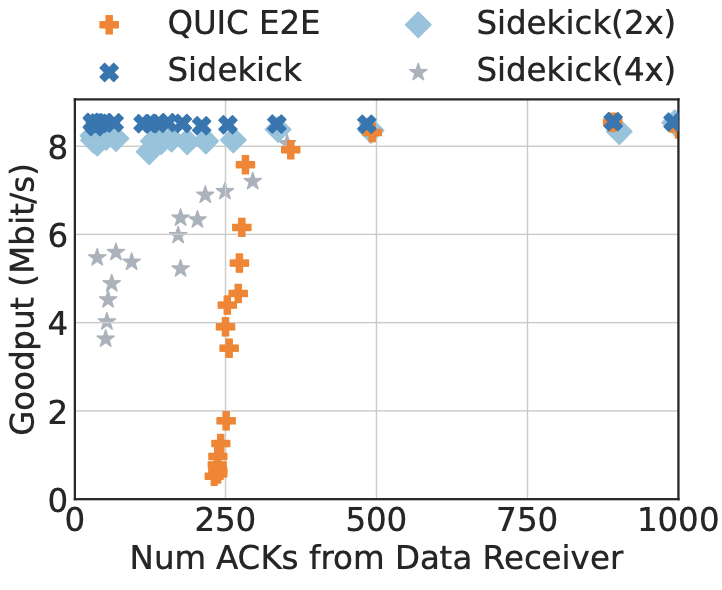 QUIC E2E Sidekick(2x)
Sidekick Sidekick(4x)
8
6
4
2
0
0 250 500 750 1000
Goodput (Mbit/s)
Num ACKs from Data Receiver